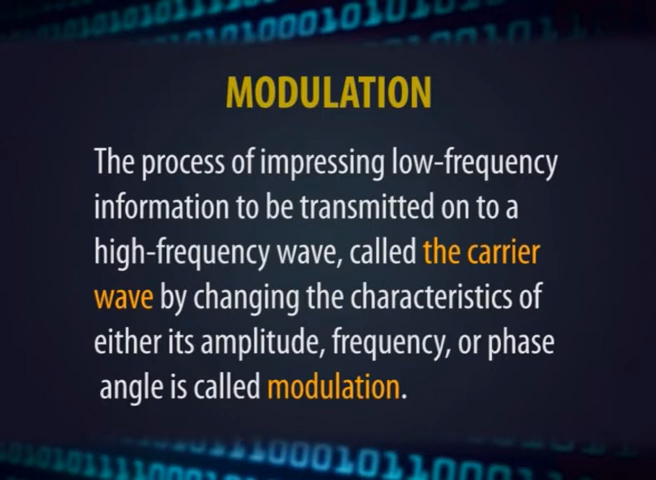 MODULATION
The process of impressing low-frequency
information to be transmitted on to a
high-frequency wave, called the carrier
wave by changing the characteristics of
either its amplitude, frequency, or phase
angle is called modulation.